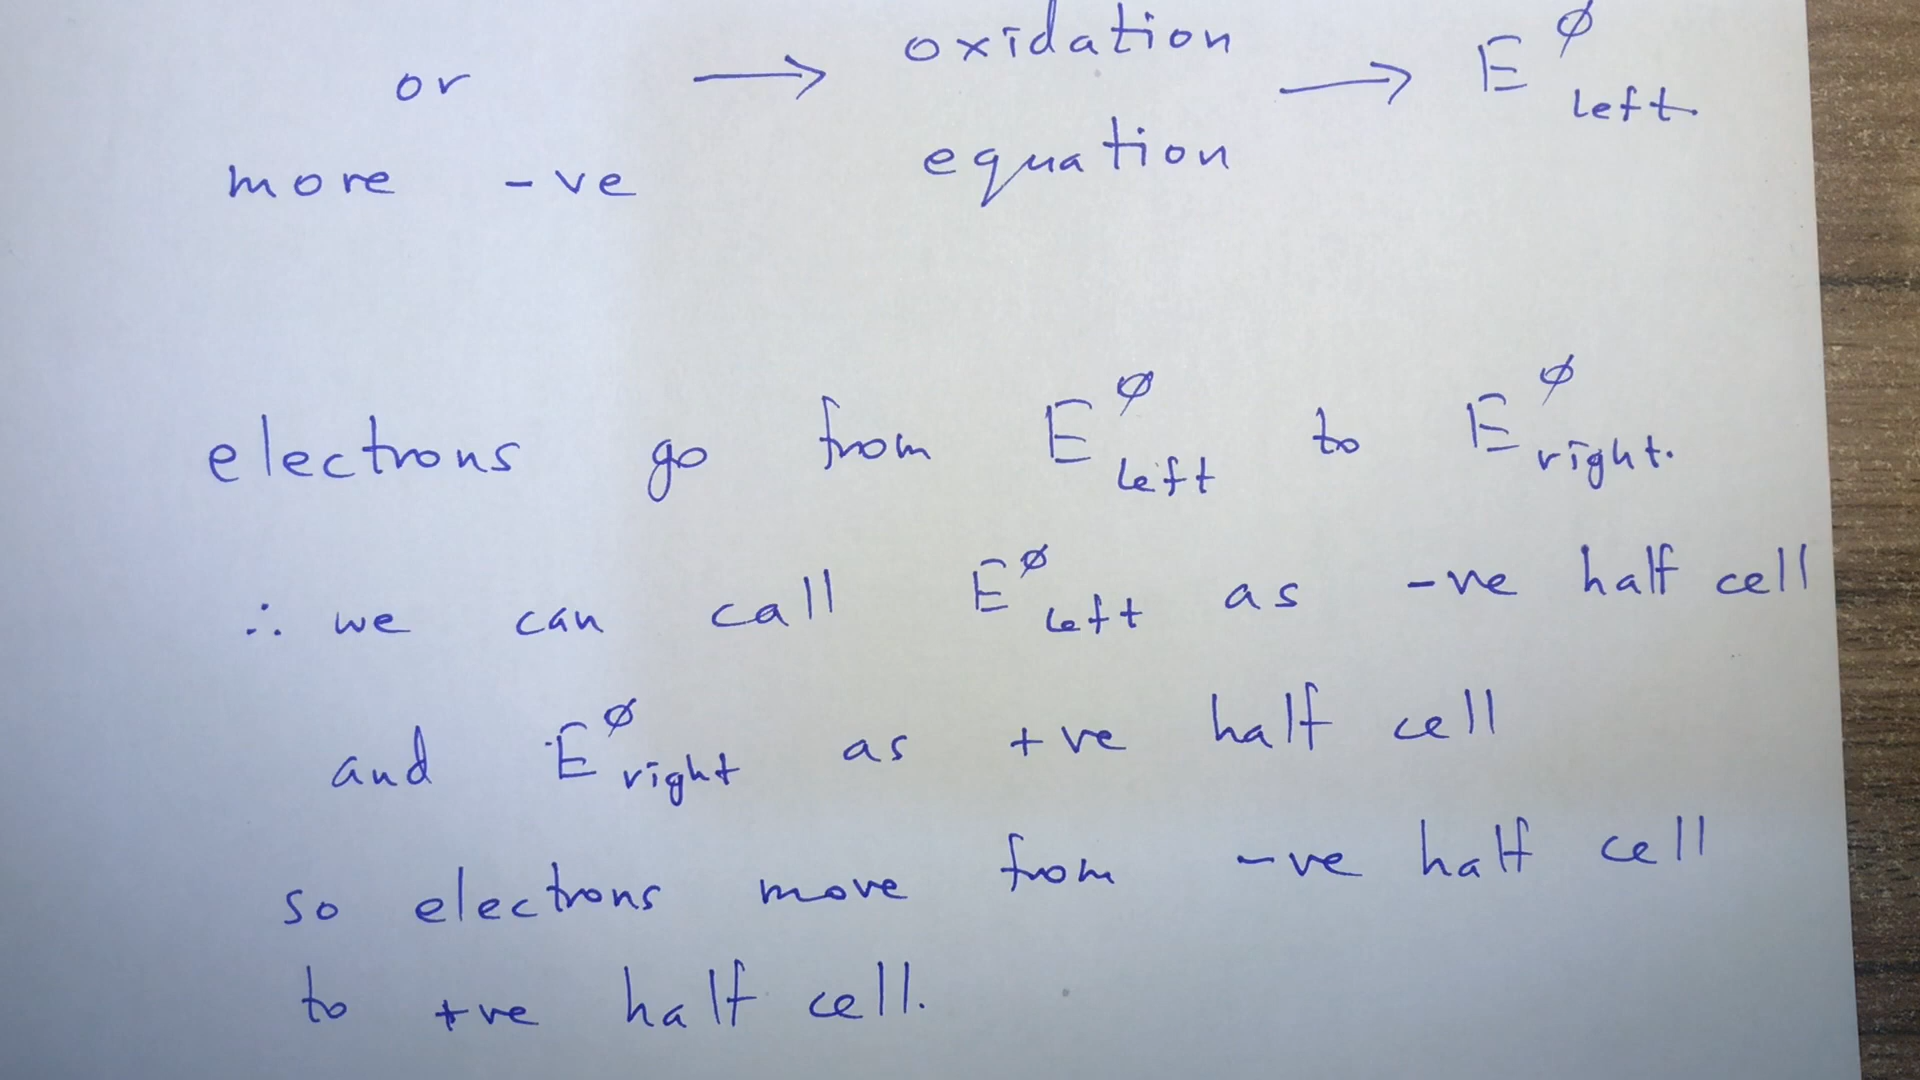 or → oxidation → E^ø left.
more -ve equation
electrons go from E^ø left to E^ø right.
∴ we can call E^ø left as -ve half cell
and E^ø right as +ve half cell
so electrons move from -ve half cell
to +ve half cell.